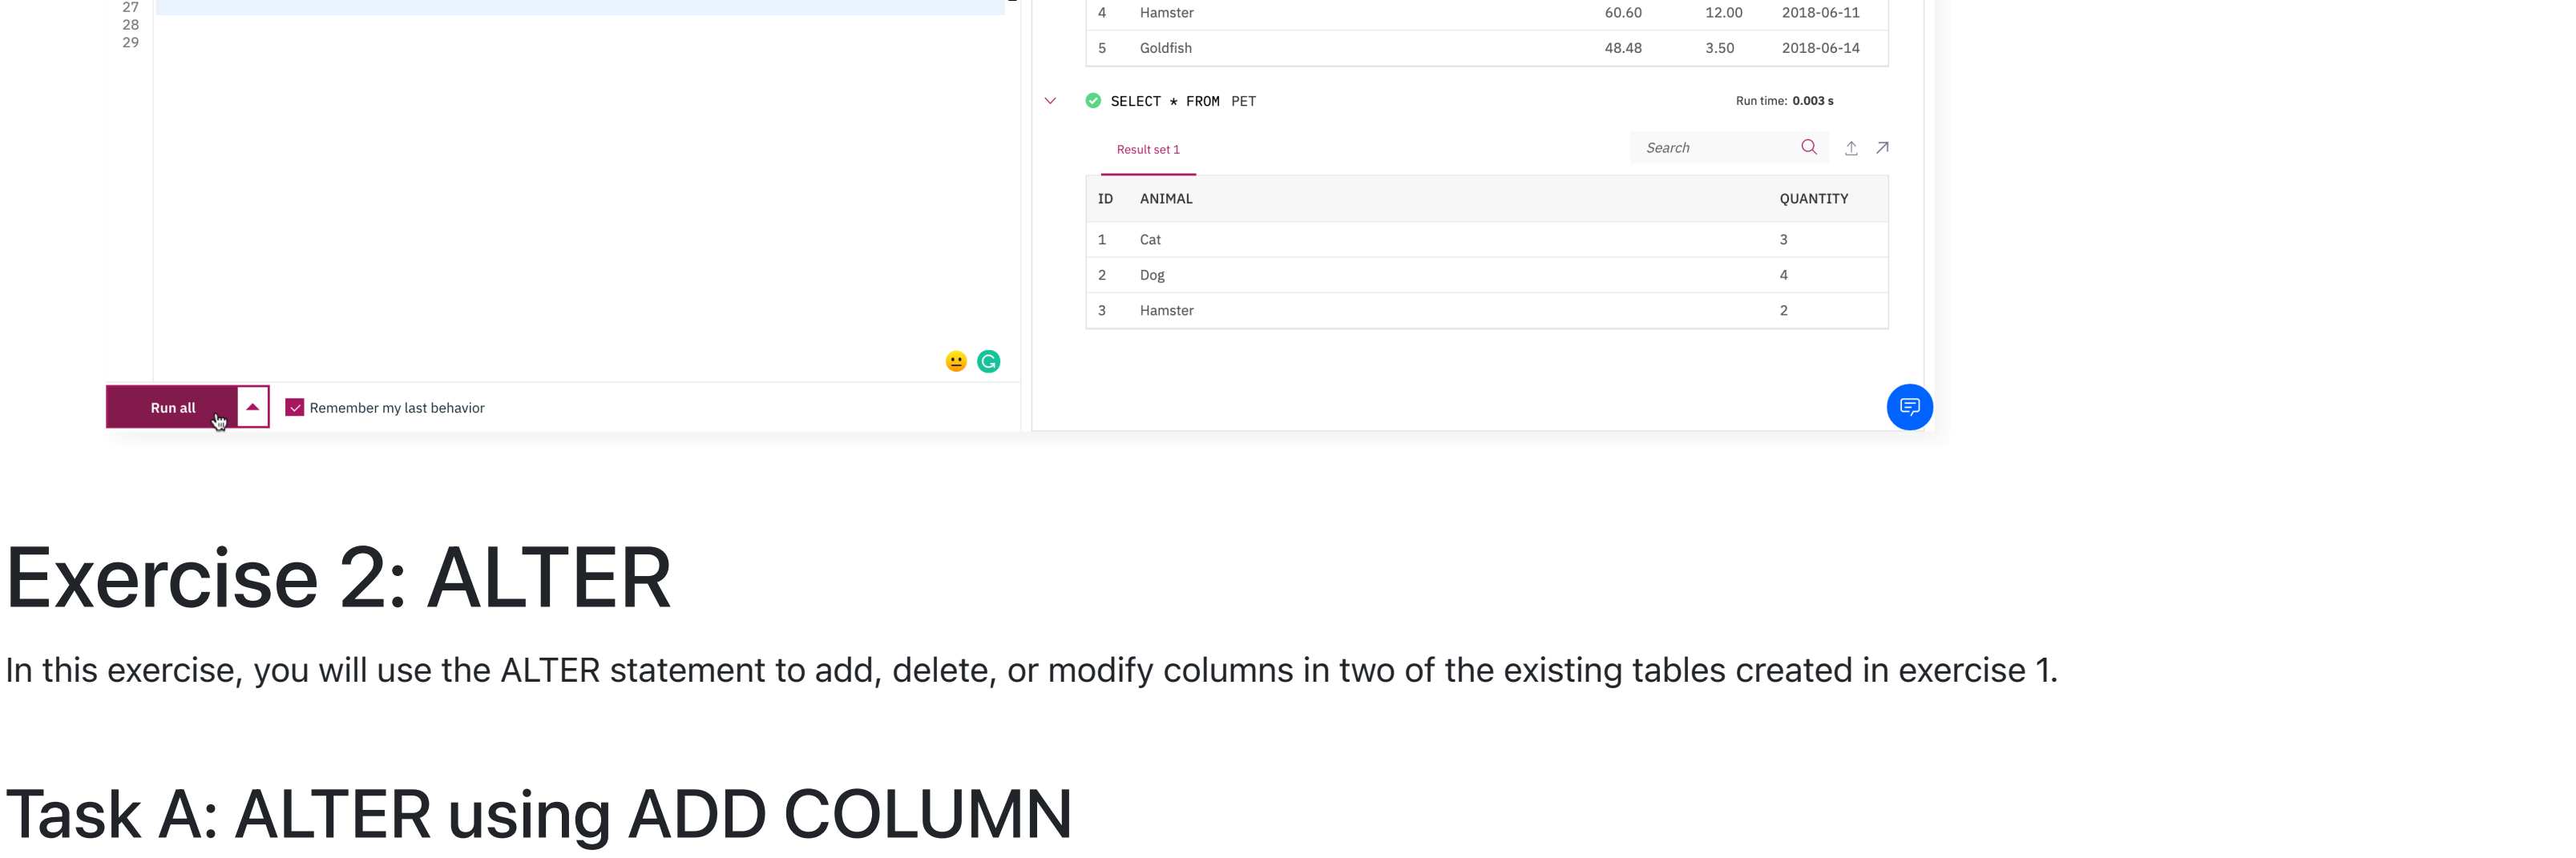 27
28
29
4 Hamster 60.60 12.00 2018-06-11
5 Goldfish 48.48 3.50 2018-06-14
SELECT * FROM PET Run time: 0.003 s
Result set 1 Search
ID ANIMAL QUANTITY
1 Cat 3
2 Dog 4
3 Hamster 2
Run all Remember my last behavior
Exercise 2: ALTER
In this exercise, you will use the ALTER statement to add, delete, or modify columns in two of the existing tables created in exercise 1.
Task A: ALTER using ADD COLUMN